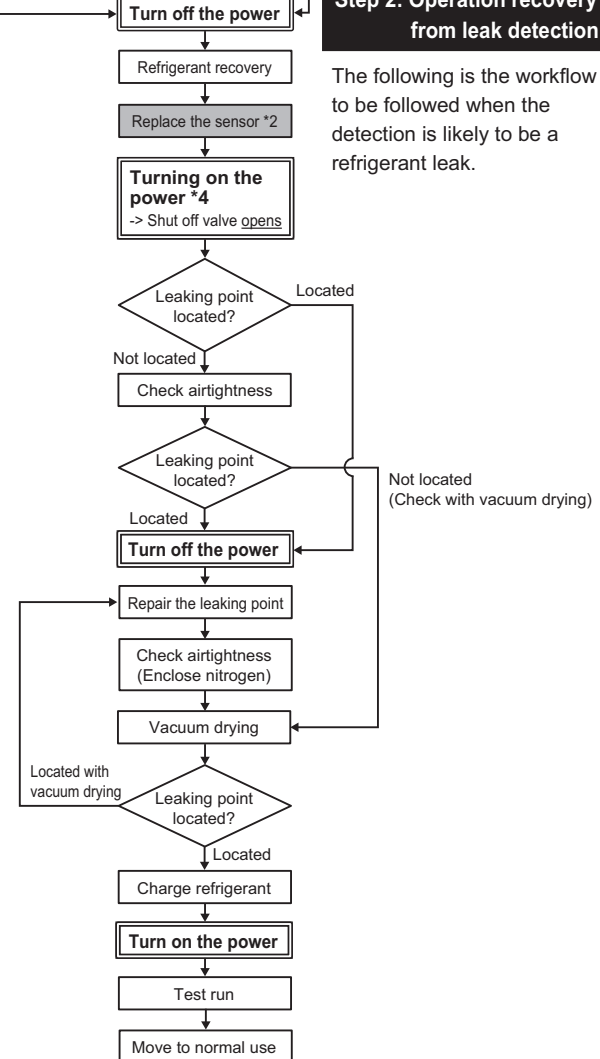 Step 2: Operation recovery
from leak detection
The following is the workflow
to be followed when the
detection is likely to be a
refrigerant leak.
Turn off the power
Refrigerant recovery
Replace the sensor *2
Turning on the
power *4
-> Shut off valve opens
Leaking point
located?
Located
Not located
Check airtightness
Leaking point
located?
Not located
(Check with vacuum drying)
Located
Turn off the power
Repair the leaking point
Check airtightness
(Enclose nitrogen)
Vacuum drying
Located with
vacuum drying
Leaking point
located?
Located
Charge refrigerant
Turn on the power
Test run
Move to normal use